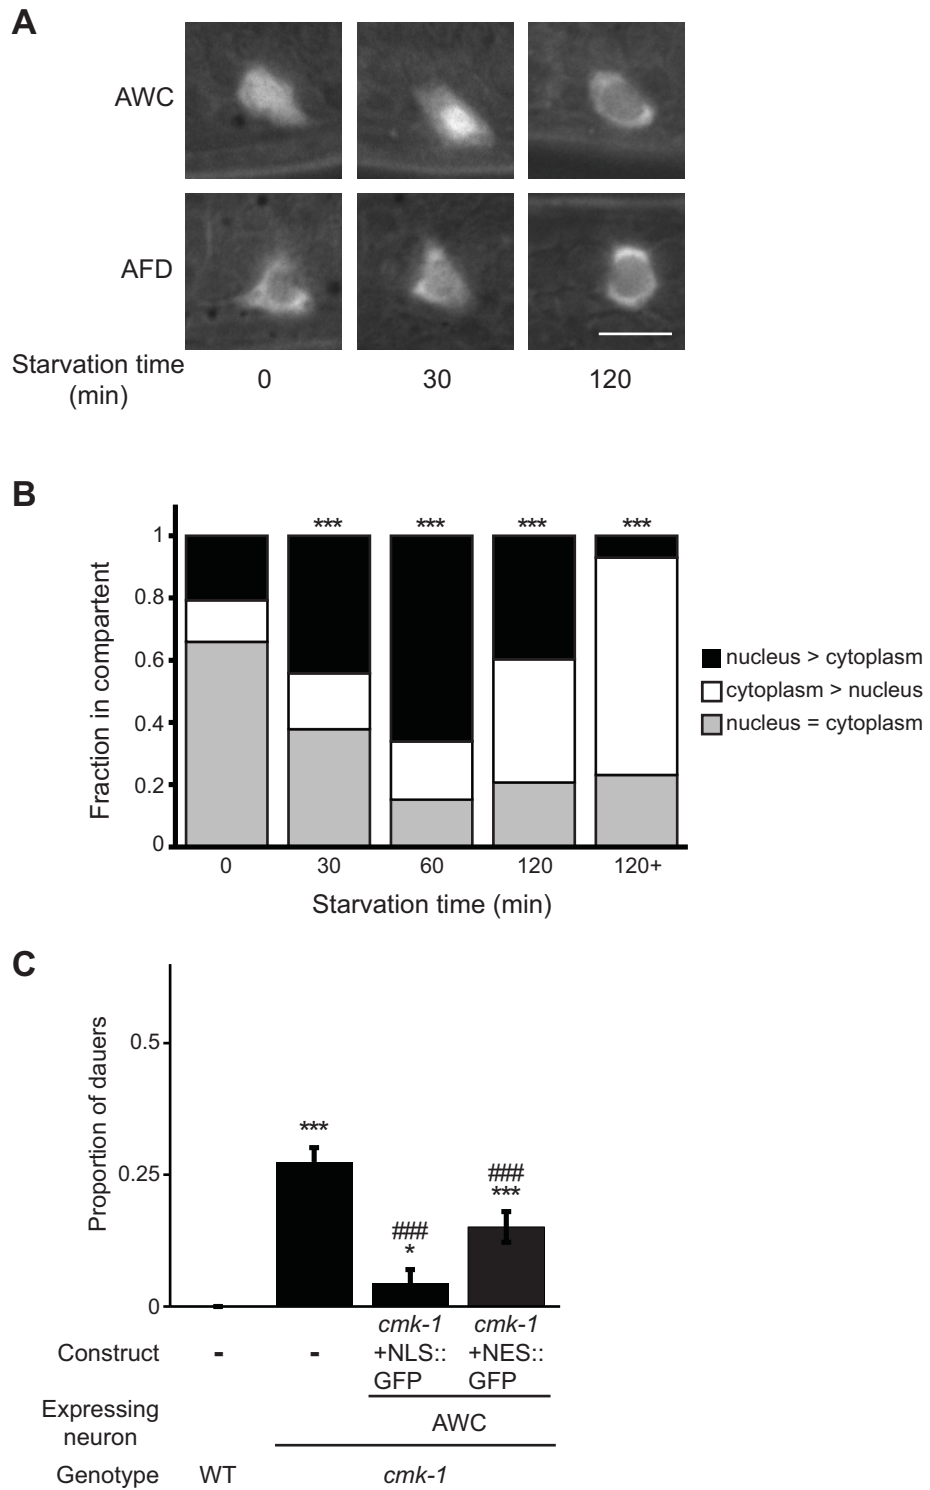 A
AWC
AFD
Starvation time
(min)
0 30 120
B
*** *** *** ***
1
0.8
0.6
0.4
0.2
0
Fraction in compartent
nucleus > cytoplasm
cytoplasm > nucleus
nucleus = cytoplasm
0 30 60 120 120+
Starvation time (min)
C
Proportion of dauers
0.5
0.25
0
***
###
*
###
***
Construct - - cmk-1 +NLS:: GFP cmk-1 +NES:: GFP
Expressing
neuron
AWC
Genotype WT cmk-1